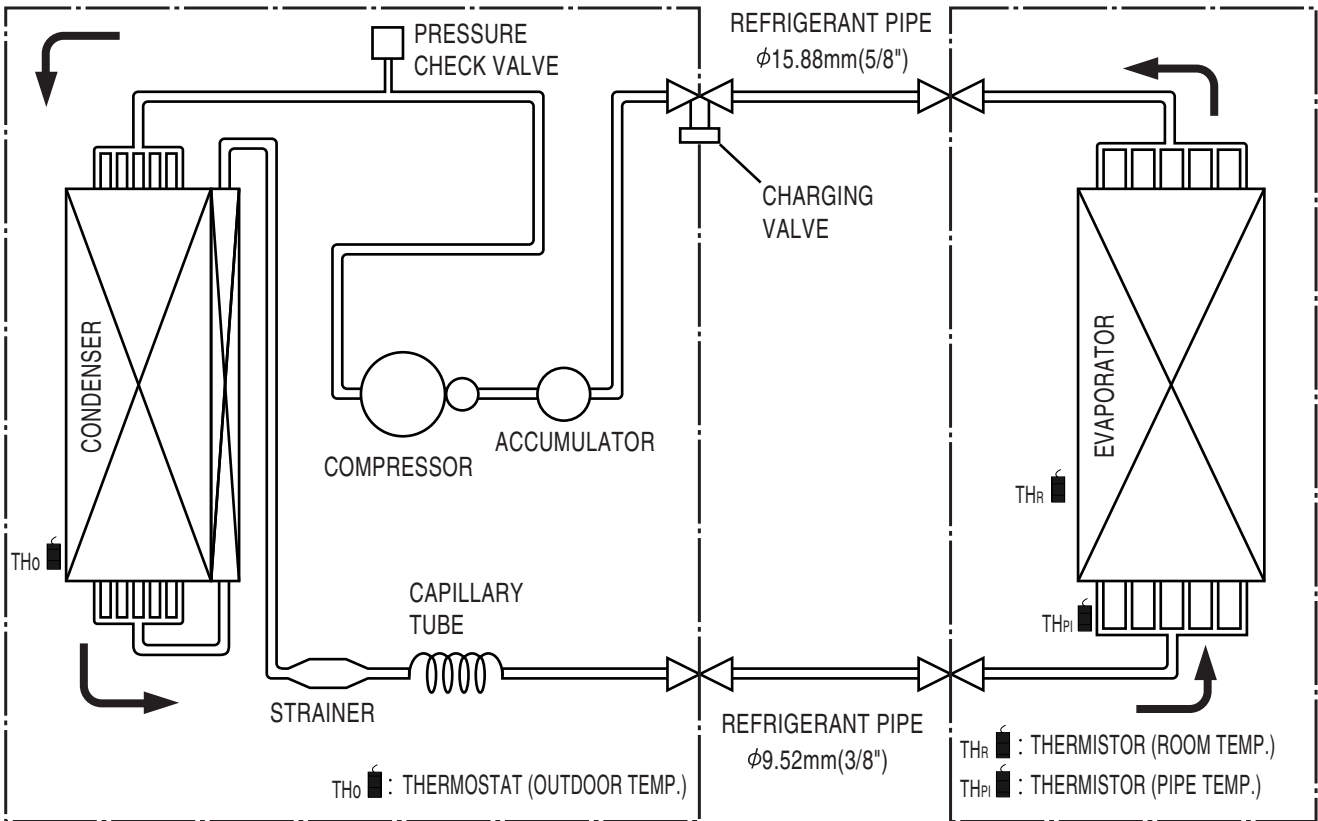 PRESSURE
CHECK VALVE
REFRIGERANT PIPE
ϕ15.88mm(5/8")
CHARGING
VALVE
CONDENSER
EVAPORATOR
COMPRESSOR
ACCUMULATOR
THR
THO
CAPILLARY
TUBE
THPI
STRAINER
REFRIGERANT PIPE
ϕ9.52mm(3/8")
THO : THERMOSTAT (OUTDOOR TEMP.)
THR : THERMISTOR (ROOM TEMP.)
THPI : THERMISTOR (PIPE TEMP.)